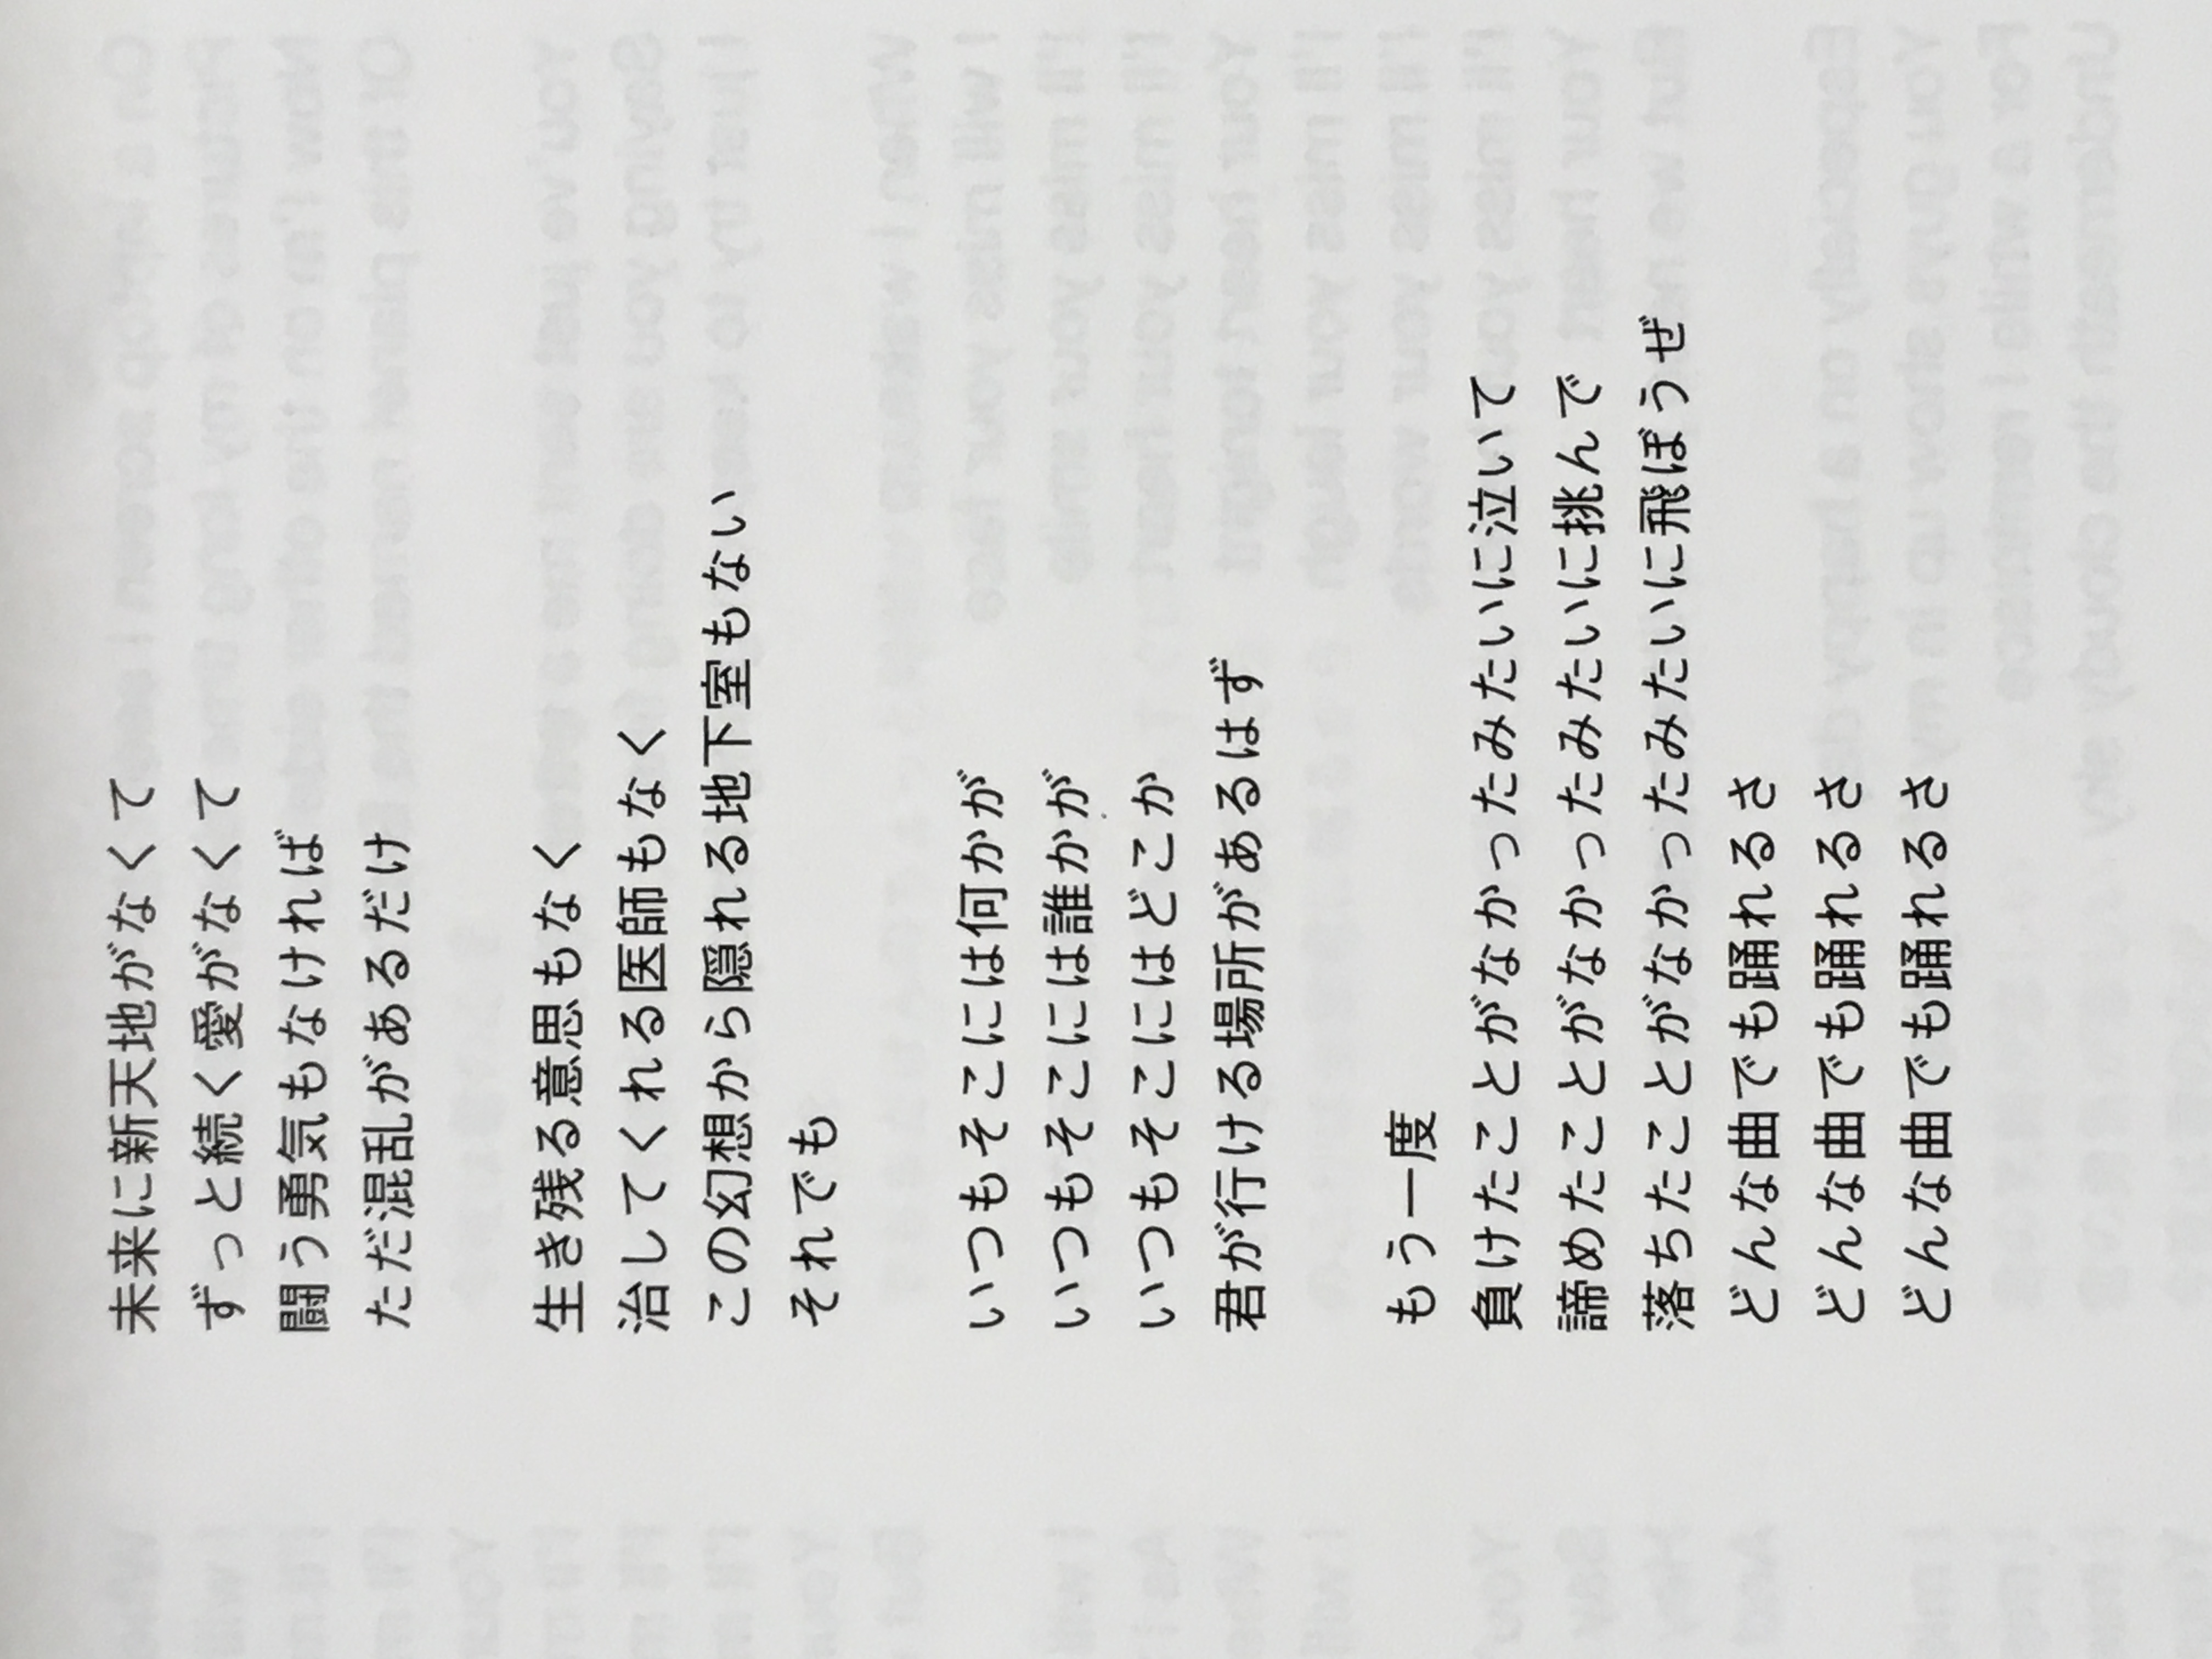 未来に新天地がなくて
ずっと続く愛がなくて
闘う勇気もなければ
ただ混乱があるだけ
生き残る意思もなく
治してくれる医師もなく
この幻想から隠れる地下室もない
それでも
いつもそこには何かが
いつもそこには誰かが
いつもそこにはどこか
君が行ける場所があるはず
もう一度
負けたことがなかったみたいに泣いて
諦めたことがなかったみたいに挑んで
落ちたことがなかったみたいに飛ぼうぜ
どんな曲でも踊れるさ
どんな曲でも踊れるさ
どんな曲でも踊れるさ